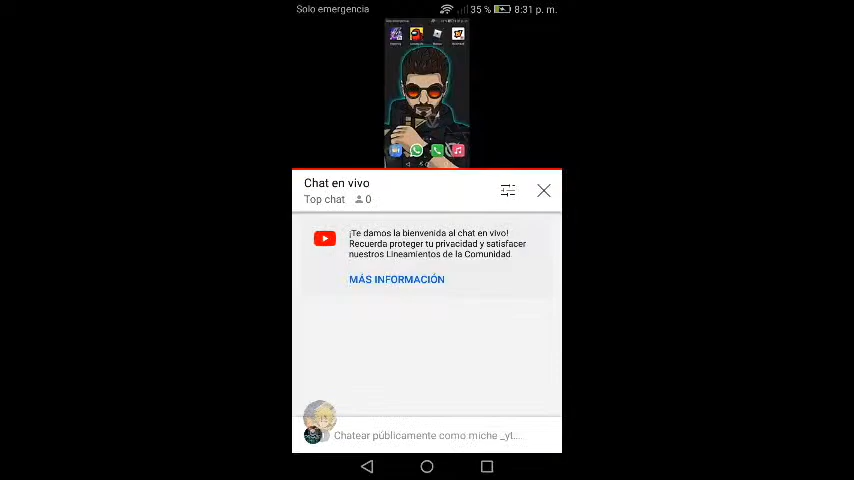 Solo emergencia 35 % 8:31 p. m.
Chat en vivo
Top chat 0
¡Te damos la bienvenida al chat en vivo!
Recuerda proteger tu privacidad y satisfacer
nuestros Lineamientos de la Comunidad
MÁS INFORMACIÓN
Chatear públicamente como miche _yt...